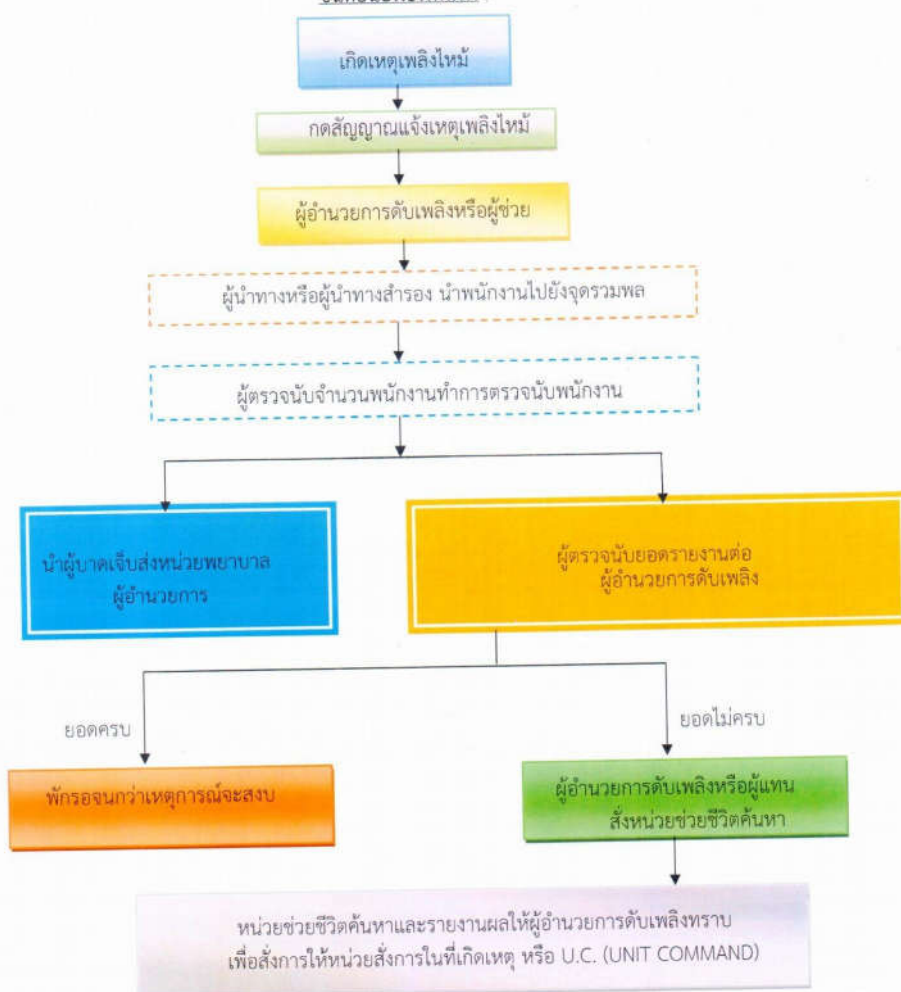 เกิดเหตุเพลิงไหม้
กดสัญญาณแจ้งเหตุเพลิงไหม้
ผู้อำนวยการดับเพลิงหรือผู้ช่วย
ผู้นำทางหรือผู้นำทางสำรอง นำพนักงานไปยังจุดรวมพล
ผู้ตรวจนับจำนวนพนักงานทำการตรวจนับพนักงาน
นำผู้บาดเจ็บส่งหน่วยพยาบาล
ผู้อำนวยการ
ผู้ตรวจนับยอดรายงานต่อ
ผู้อำนวยการดับเพลิง
ยอดครบ
ยอดไม่ครบ
พักรอจนกว่าเหตุการณ์จะสงบ
ผู้อำนวยการดับเพลิงหรือผู้แทน
สั่งหน่วยช่วยชีวิตค้นหา
หน่วยช่วยชีวิตค้นหาและรายงานผลให้ผู้อำนวยการดับเพลิงทราบ
เพื่อสั่งการให้หน่วยสั่งการในที่เกิดเหตุ หรือ U.C. (UNIT COMMAND)